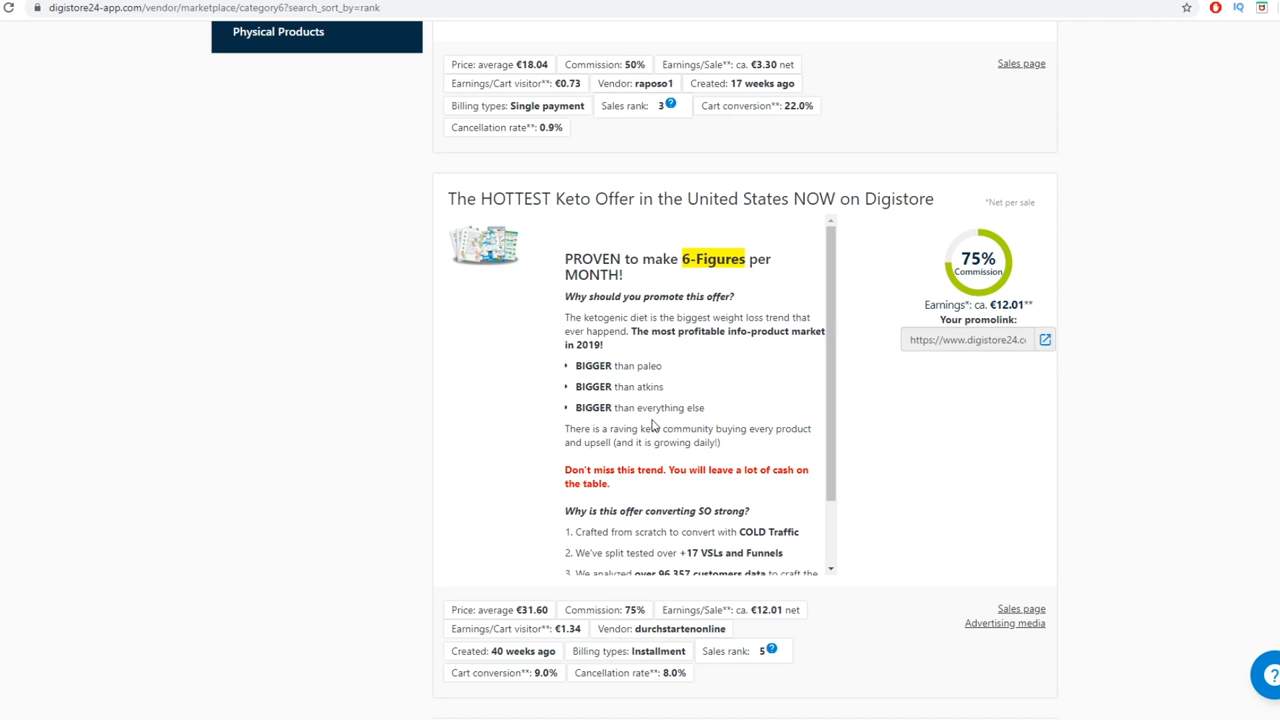 digistore24-app.com/vendor/marketplace/category6?search_sort_by=rank
Physical Products
Price: average €18.04
Commission: 50%
Earnings/Sale**: ca. €3.30 net
Sales page
Earnings/Cart visitor**: €0.73
Vendor: raposo1
Created: 17 weeks ago
Billing types: Single payment
Sales rank: 3 ?
Cart conversion**: 22.0%
Cancellation rate**: 0.9%
The HOTTEST Keto Offer in the United States NOW on Digistore
*Net per sale
PROVEN to make 6-Figures per
MONTH!
75%
Commission
Why should you promote this offer?
Earnings*: ca. €12.01**
Your promolink:
https://www.digistore24.c
The ketogenic diet is the biggest weight loss trend that
ever happend. The most profitable info-product market
in 2019!
BIGGER than paleo
BIGGER than atkins
BIGGER than everything else
There is a raving keto community buying every product
and upsell (and it is growing daily!)
Don't miss this trend. You will leave a lot of cash on
the table.
Why is this offer converting SO strong?
1. Crafted from scratch to convert with COLD Traffic
2. We've split tested over +17 VSLs and Funnels
3. We analyzed over 96,357 customers data to craft the
Price: average €31.60
Commission: 75%
Earnings/Sale**: ca. €12.01 net
Sales page
Earnings/Cart visitor**: €1.34
Vendor: durchstartenonline
Advertising media
Created: 40 weeks ago
Billing types: Installment
Sales rank: 5 ?
Cart conversion**: 9.0%
Cancellation rate**: 8.0%